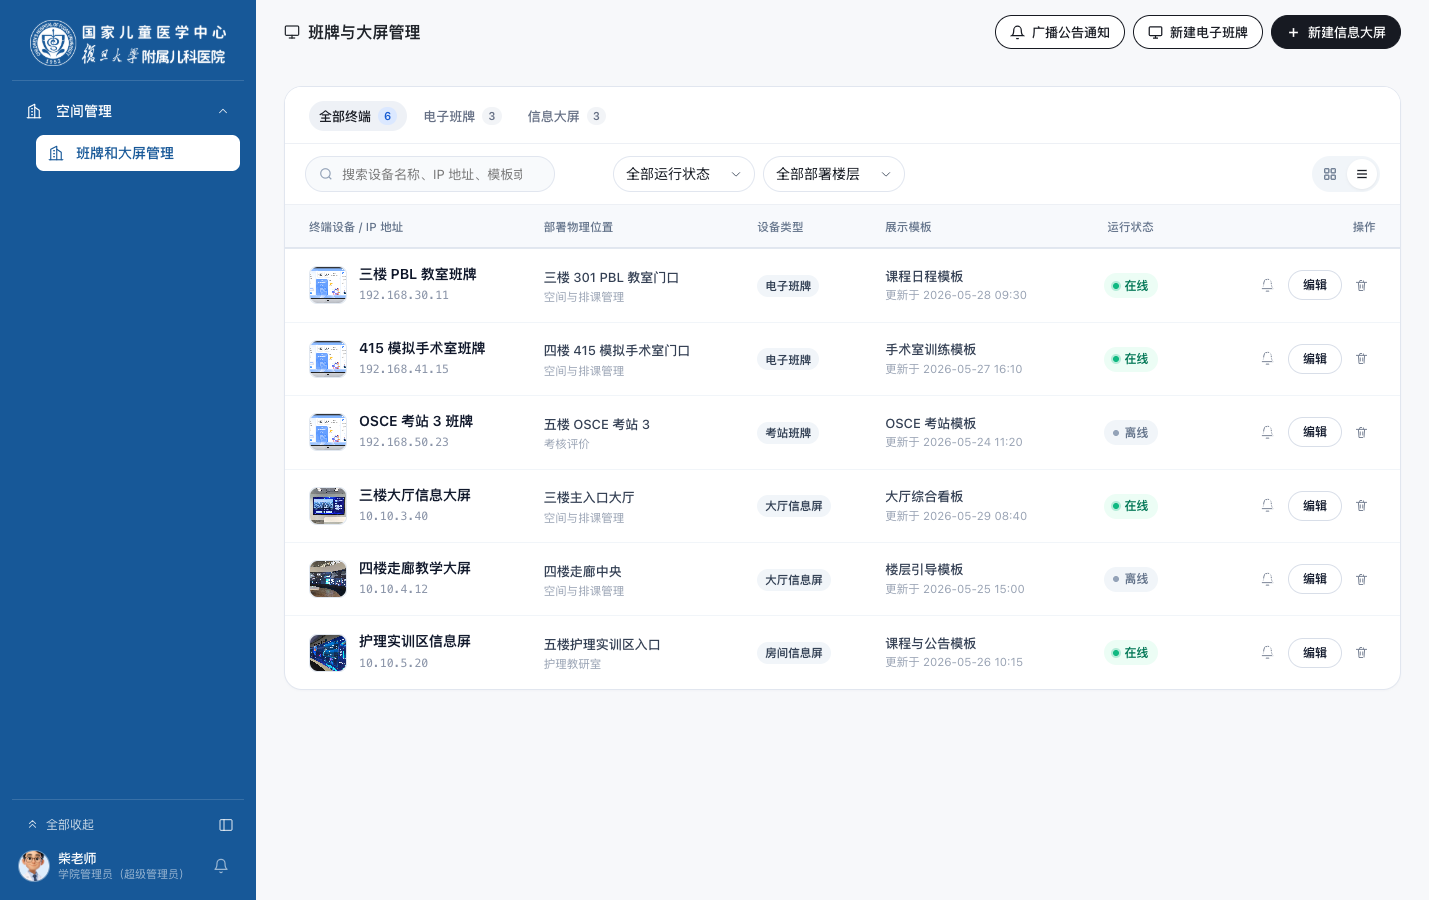 国家儿童医学中心
復旦大学附属儿科医院
空间管理
班牌和大屏管理
全部收起
柴老师
学院管理员（超级管理员）
班牌与大屏管理
广播公告通知
新建电子班牌
新建信息大屏
全部终端 6
电子班牌 3
信息大屏 3
搜索设备名称、IP 地址、模板或
全部运行状态
全部部署楼层
终端设备 / IP 地址 部署物理位置 设备类型 展示模板 运行状态 操作
三楼 PBL 教室班牌
192.168.30.11
三楼 301 PBL 教室门口
空间与排课管理
电子班牌
课程日程模板
更新于 2026-05-28 09:30
在线
编辑
415 模拟手术室班牌
192.168.41.15
四楼 415 模拟手术室门口
空间与排课管理
电子班牌
手术室训练模板
更新于 2026-05-27 16:10
在线
编辑
OSCE 考站 3 班牌
192.168.50.23
五楼 OSCE 考站 3
考核评价
考站班牌
OSCE 考站模板
更新于 2026-05-24 11:20
离线
编辑
三楼大厅信息大屏
10.10.3.40
三楼主入口大厅
空间与排课管理
大厅信息屏
大厅综合看板
更新于 2026-05-29 08:40
在线
编辑
四楼走廊教学大屏
10.10.4.12
四楼走廊中央
空间与排课管理
大厅信息屏
楼层引导模板
更新于 2026-05-25 15:00
离线
编辑
护理实训区信息屏
10.10.5.20
五楼护理实训区入口
护理教研室
房间信息屏
课程与公告模板
更新于 2026-05-26 10:15
在线
编辑